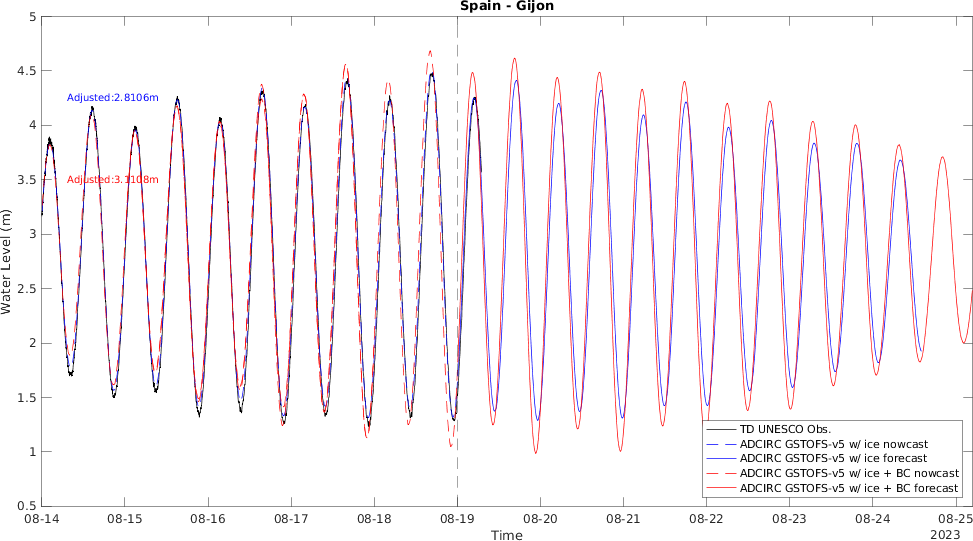 Spain - Gijon
5
4.5
4
3.5
3
2.5
2
1.5
1
0.5
Water Level (m)
Adjusted:2.8106m
Adjusted:3.1108m
TD UNESCO Obs.
ADCIRC GSTOFS-v5 w/ ice nowcast
ADCIRC GSTOFS-v5 w/ ice forecast
ADCIRC GSTOFS-v5 w/ ice + BC nowcast
ADCIRC GSTOFS-v5 w/ ice + BC forecast
08-14 08-15 08-16 08-17 08-18 08-19 08-20 08-21 08-22 08-23 08-24 08-25
Time
2023